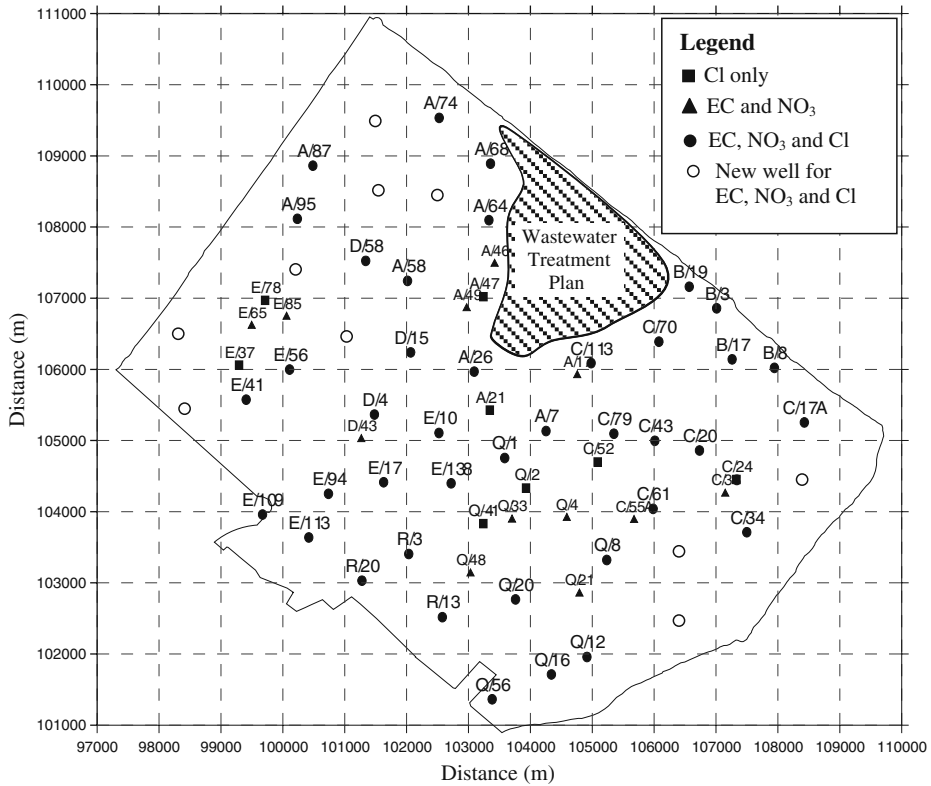 111000
110000
109000
108000
107000
106000
105000
104000
103000
102000
101000
Distance (m)
97000 98000 99000 100000 101000 102000 103000 104000 105000 106000 107000 108000 109000 110000
Distance (m)
Legend
Cl only
EC and NO₃
EC, NO₃ and Cl
New well for
EC, NO₃ and Cl
Wastewater
Treatment
Plan
A/74
A/87
A/68
A/95
A/64
D/58
A/46
A/58
B/19
E/78
A/47
A/49
B/3
E/85
E/65
C/70
D/15
C/113
B/17
E/37
E/56
A/26
A/17
B/8
E/41
D/4
A/21
C/17A
D/43
E/10
A/7
C/79
C/43
Q/1
C/52
C/20
E/94
E/17
E/138
Q/2
C/24
E/109
Q/41
Q/33
Q/4
C/55A
C/61
E/113
R/3
C/34
Q/8
R/20
Q/48
Q/21
R/13
Q/20
Q/12
Q/16
Q/56